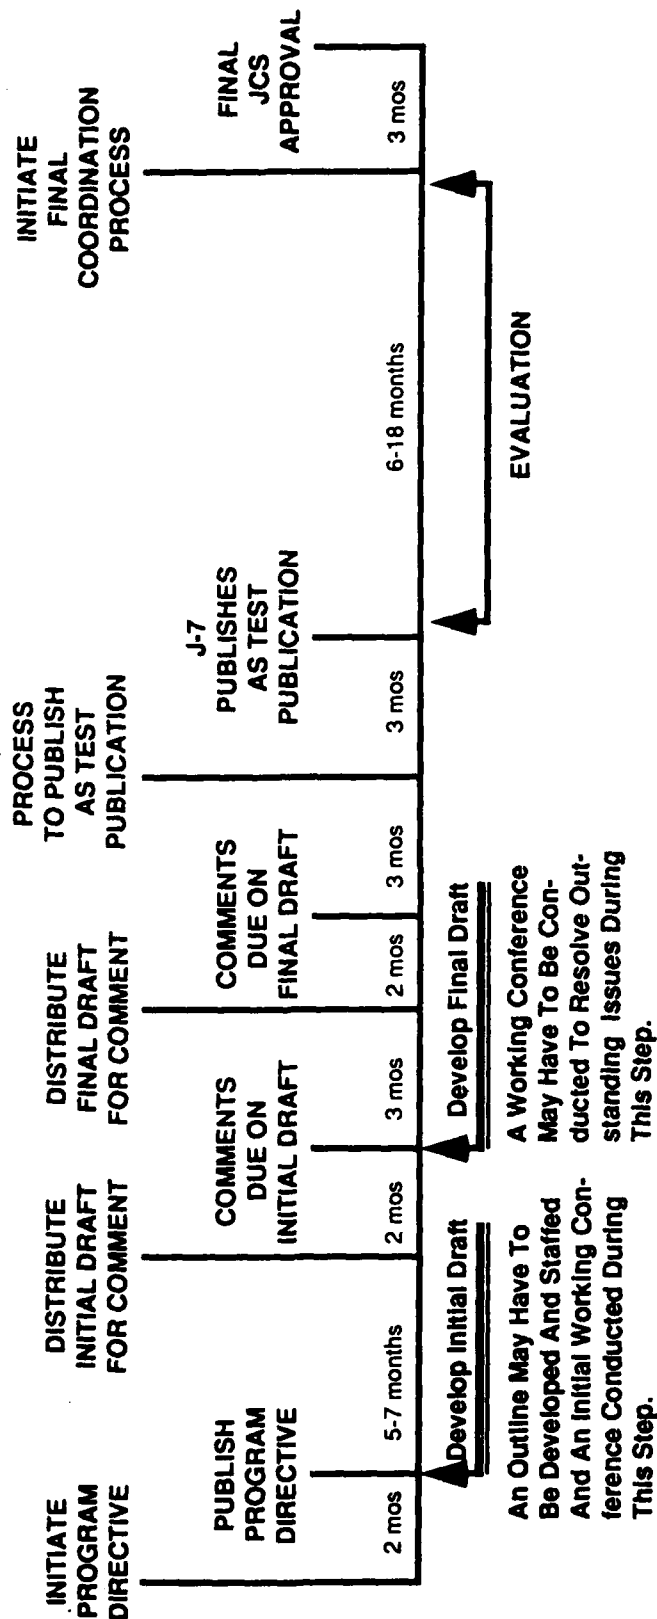 INITIATE
PROGRAM
DIRECTIVE
DISTRIBUTE
INITIAL DRAFT
FOR COMMENT
DISTRIBUTE
FINAL DRAFT
FOR COMMENT
PROCESS
TO PUBLISH
AS TEST
PUBLICATION
INITIATE
FINAL
COORDINATION
PROCESS
PUBLISH
PROGRAM
DIRECTIVE
COMMENTS
DUE ON
INITIAL DRAFT
COMMENTS
DUE ON
FINAL DRAFT
J-7
PUBLISHES
AS TEST
PUBLICATION
FINAL
JCS
APPROVAL
2 mos
5-7 months
2 mos
3 mos
2 mos
3 mos
3 mos
6-18 months
3 mos
Develop Initial Draft
An Outline May Have To
Be Developed And Staffed
And An Initial Working Con-
ference Conducted During
This Step.
Develop Final Draft
A Working Conference
May Have To Be Con-
ducted To Resolve Out-
standing Issues During
This Step.
EVALUATION